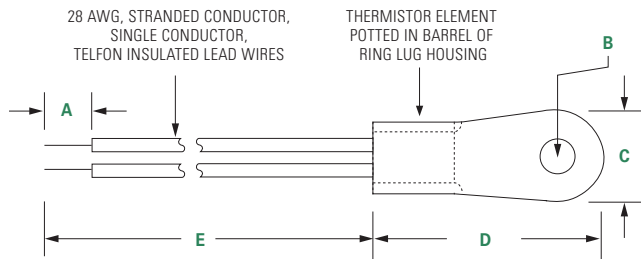 28 AWG, STRANDED CONDUCTOR,
SINGLE CONDUCTOR,
TELFON INSULATED LEAD WIRES
THERMISTOR ELEMENT
POTTED IN BARREL OF
RING LUG HOUSING
B
A
C
E
D